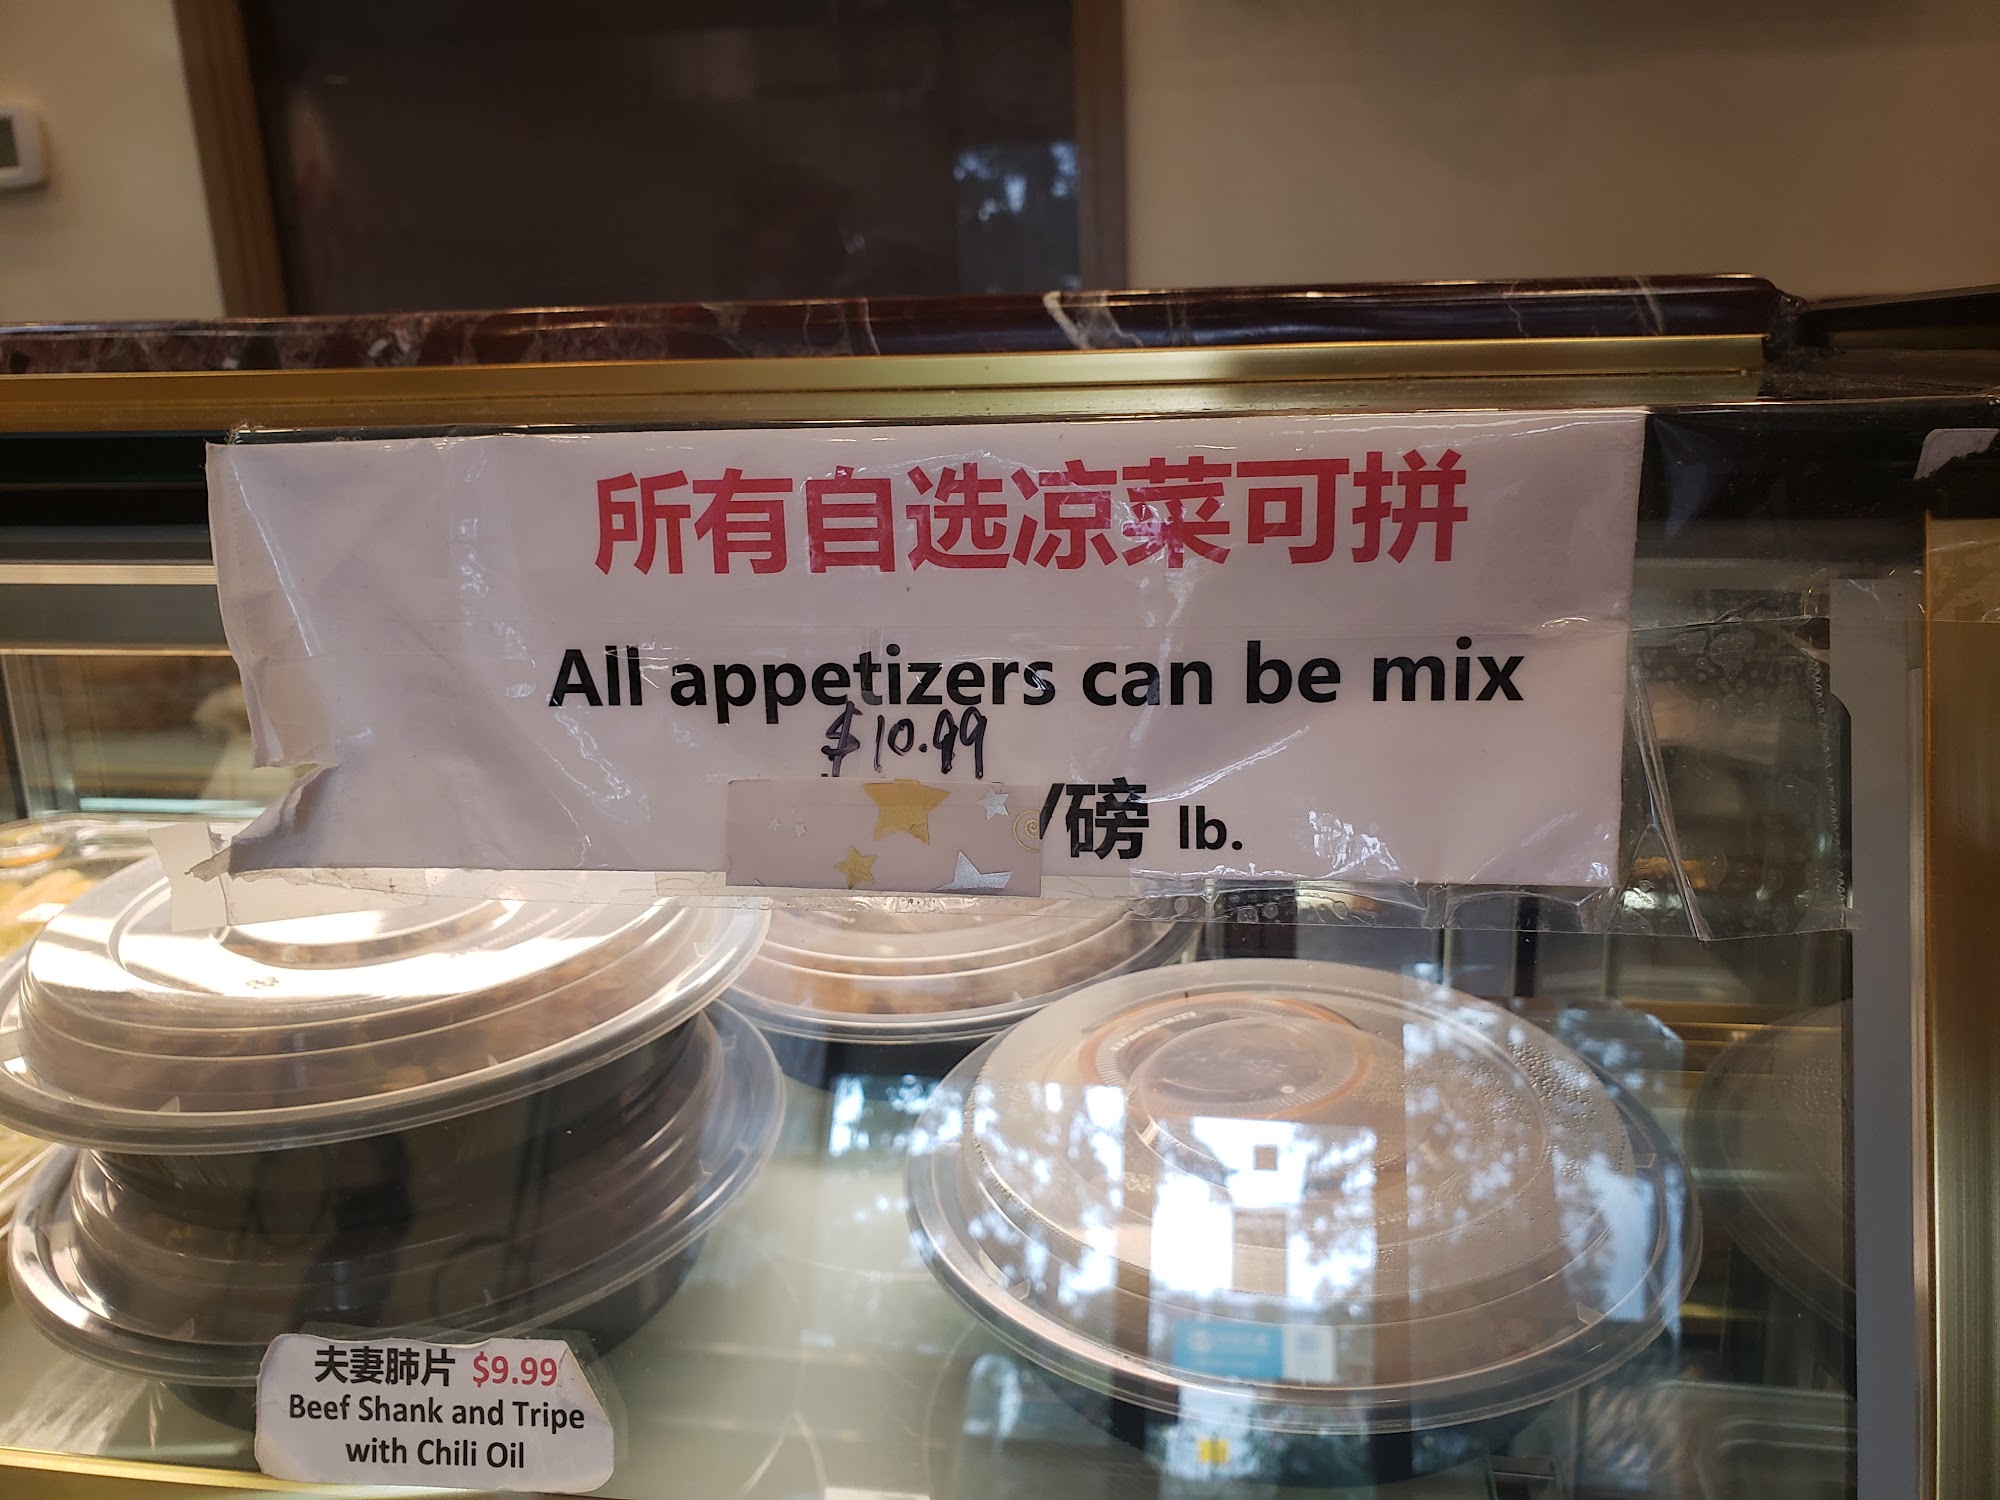 所有自选凉菜可拼
All appetizers can be mix
$10.99
/磅 lb.
夫妻肺片 $9.99
Beef Shank and Tripe
with Chili Oil